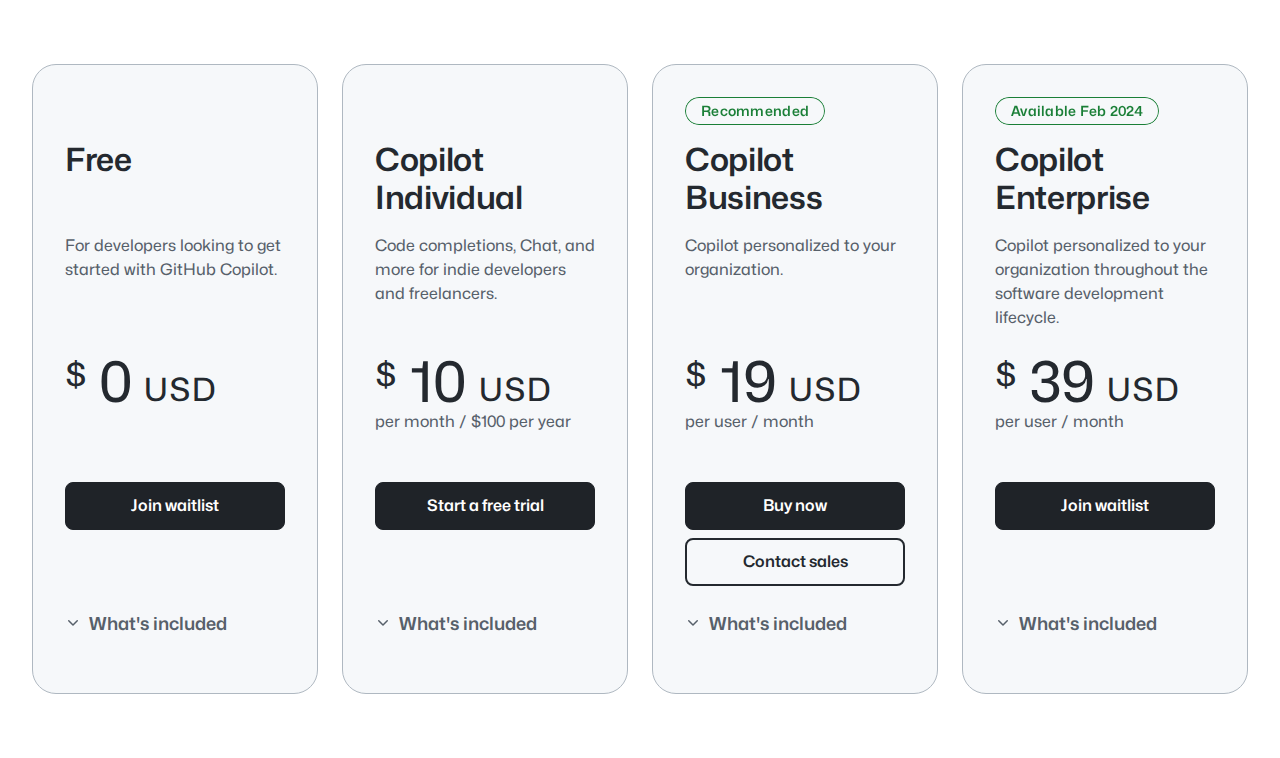 Free
For developers looking to get
started with GitHub Copilot.
$ 0 USD
Join waitlist
What's included
Copilot
Individual
Code completions, Chat, and
more for indie developers
and freelancers.
$ 10 USD
per month / $100 per year
Start a free trial
What's included
Recommended
Copilot
Business
Copilot personalized to your
organization.
$ 19 USD
per user / month
Buy now
Contact sales
What's included
Available Feb 2024
Copilot
Enterprise
Copilot personalized to your
organization throughout the
software development
lifecycle.
$ 39 USD
per user / month
Join waitlist
What's included